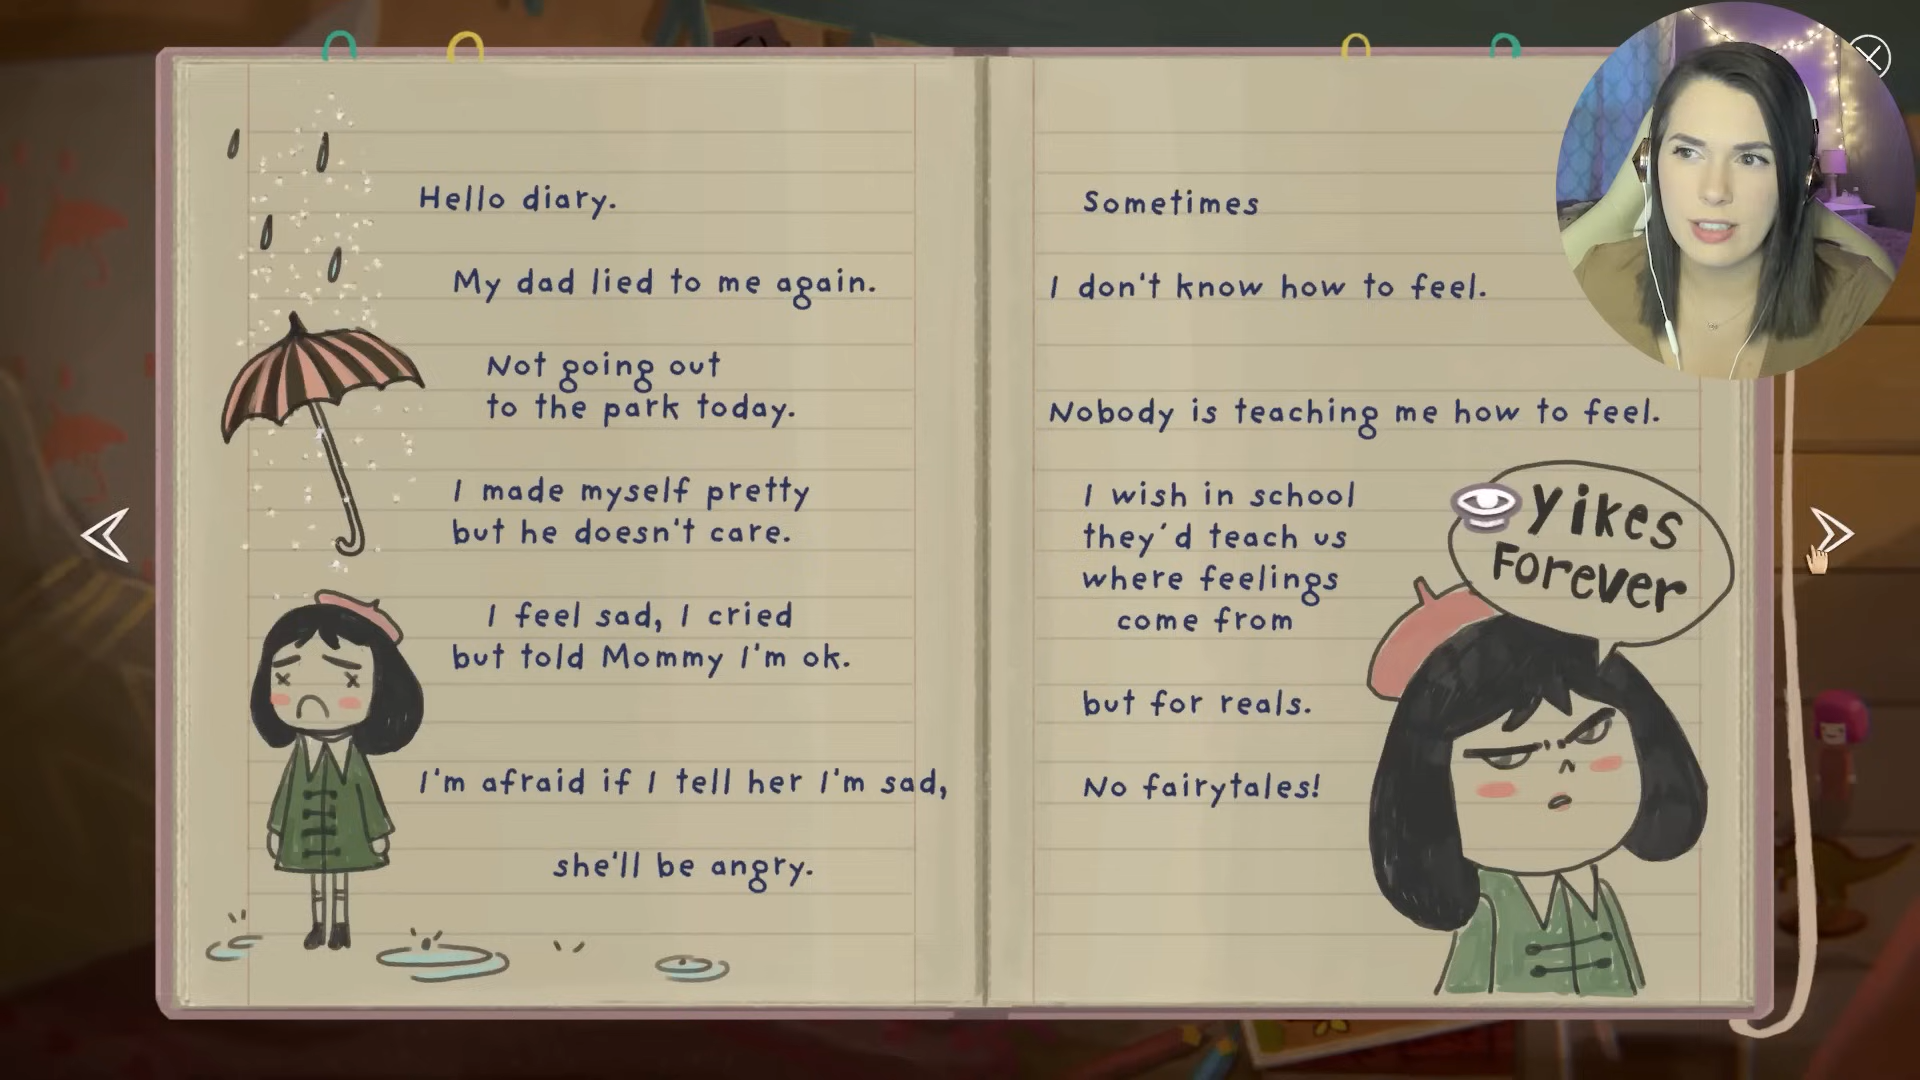 Hello diary.
My dad lied to me again.
Not going out
to the park today.
I made myself pretty
but he doesn't care.
I feel sad, I cried
but told Mommy I'm ok.
I'm afraid if I tell her I'm sad,
she'll be angry.
Sometimes
I don't know how to feel.
Nobody is teaching me how to feel.
I wish in school
they'd teach us
where feelings
come from
but for reals.
No fairytales!
Yikes
Forever